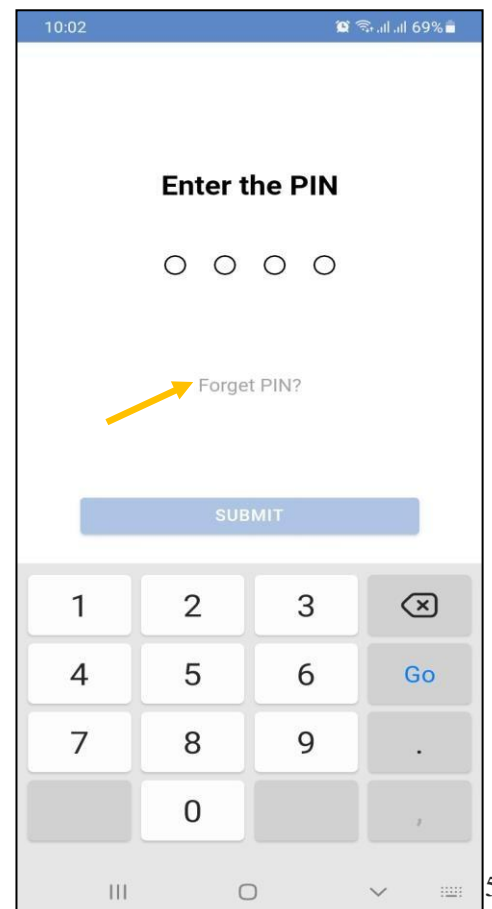 10:02 69%
Enter the PIN
Forget PIN?
SUBMIT
1 2 3
4 5 6 Go
7 8 9 .
0 ,
5